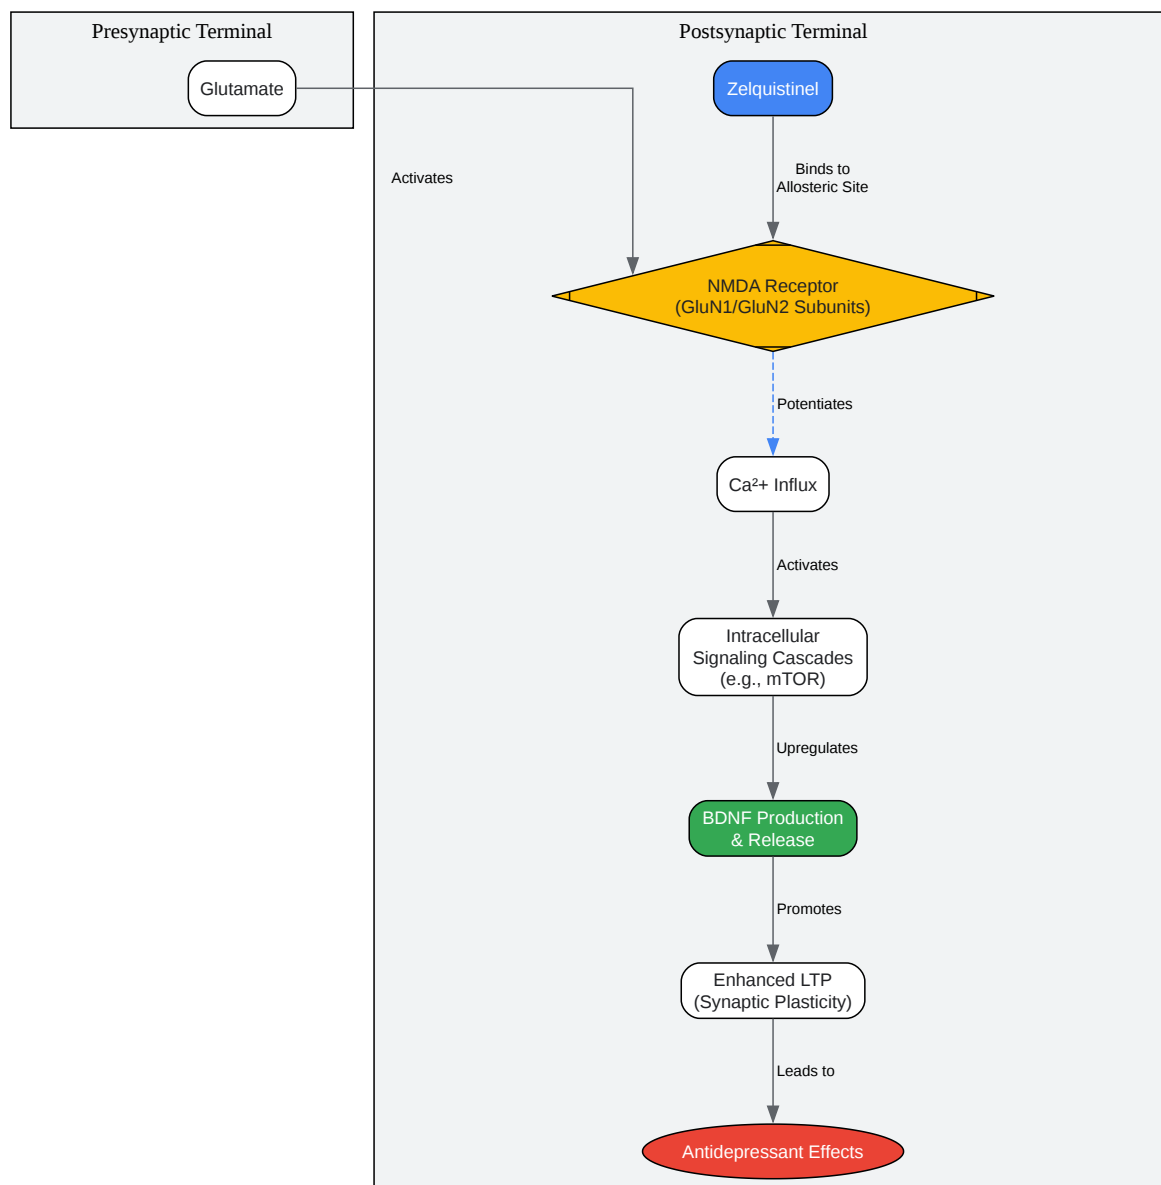 Presynaptic Terminal
Postsynaptic Terminal
Glutamate
Zelquistinel
Activates
Binds to
Allosteric Site
NMDA Receptor
(GluN1/GluN2 Subunits)
Potentiates
Ca²+ Influx
Activates
Intracellular
Signaling Cascades
(e.g., mTOR)
Upregulates
BDNF Production
& Release
Promotes
Enhanced LTP
(Synaptic Plasticity)
Leads to
Antidepressant Effects